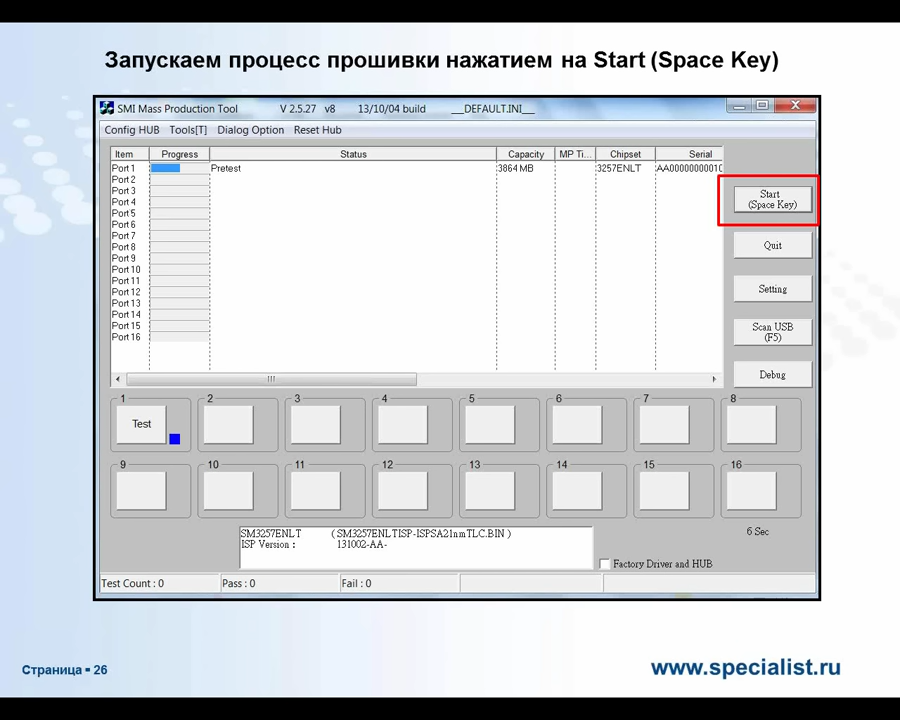 Запускаем процесс прошивки нажатием на Start (Space Key)
SMI Mass Production Tool V 2.5.27 v8 13/10/04 build __DEFAULT.INI__
Config HUB Tools[T] Dialog Option Reset Hub
Item Progress Status Capacity MP Ti... Chipset Serial
Port 1 Pretest 3864 MB 3257ENLT AA0000000001
Port 2
Port 3
Port 4
Port 5
Port 6
Port 7
Port 8
Port 9
Port 10
Port 11
Port 12
Port 13
Port 14
Port 15
Port 16
Start
(Space Key)
Quit
Setting
Scan USB
(F5)
Debug
1 2 3 4 5 6 7 8
Test
9 10 11 12 13 14 15 16
SM3257ENLT ( SM3257ENLTISP-ISPSA21nmTLC.BIN )
ISP Version : 131002-AA-
6 Sec
Factory Driver and HUB
Test Count : 0 Pass : 0 Fail : 0
Страница ▪ 26
www.specialist.ru